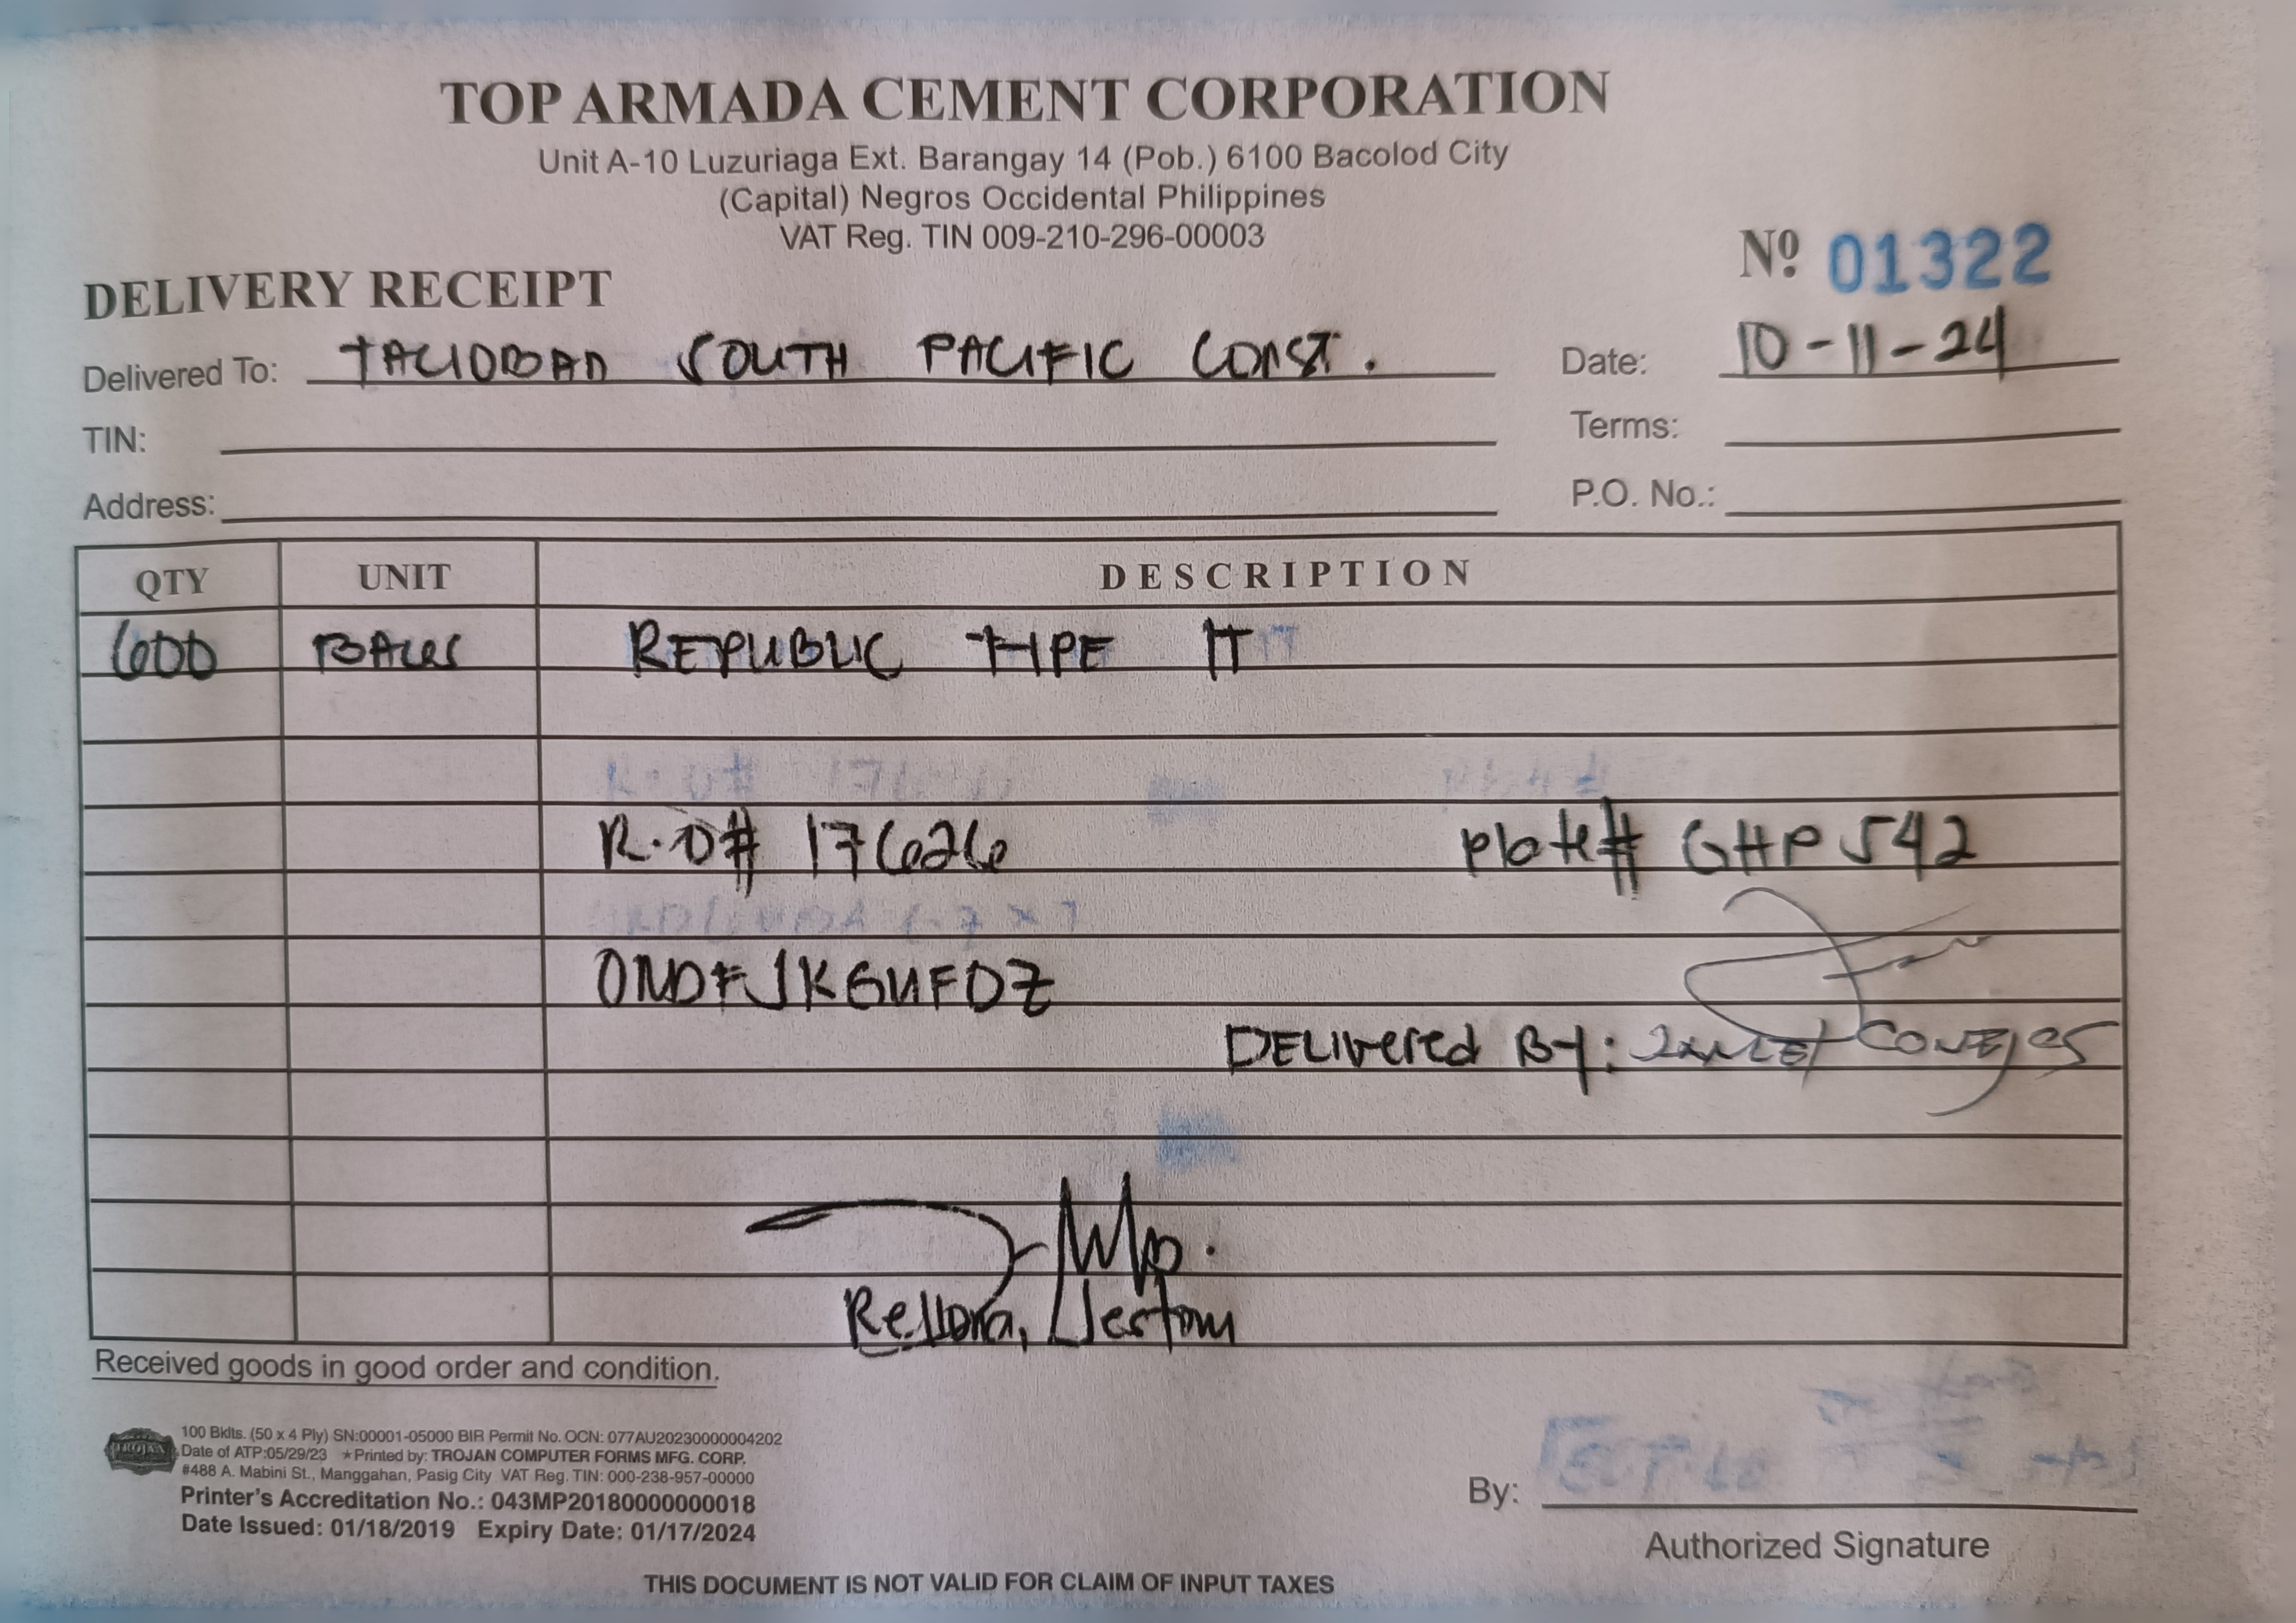 TOP ARMADA CEMENT CORPORATION
Unit A-10 Luzuriaga Ext. Barangay 14 (Pob.) 6100 Bacolod City
(Capital) Negros Occidental Philippines
VAT Reg. TIN 009-210-296-00003
Nº 01322
DELIVERY RECEIPT
Delivered To: TACLOBAN SOUTH PACIFIC CONST. Date: 10-11-24
TIN: Terms:
Address: P.O. No.:
QTY UNIT DESCRIPTION
600 REPUBLIC TYPE IT
R.O# 17626 Plate# GHP 542
DELIVERED By:
Rellora, Jestoni
Received goods in good order and condition.
TROJAN
100 Bklts. (50 x 4 Ply) SN:00001-05000 BIR Permit No. OCN: 077AU20230000004202
Date of ATP:05/29/23 ★Printed by: TROJAN COMPUTER FORMS MFG. CORP.
#488 A. Mabini St., Manggahan, Pasig City VAT Reg. TIN: 000-238-957-00000
Printer's Accreditation No.: 043MP20180000000018
Date Issued: 01/18/2019 Expiry Date: 01/17/2024
By:
Authorized Signature
THIS DOCUMENT IS NOT VALID FOR CLAIM OF INPUT TAXES